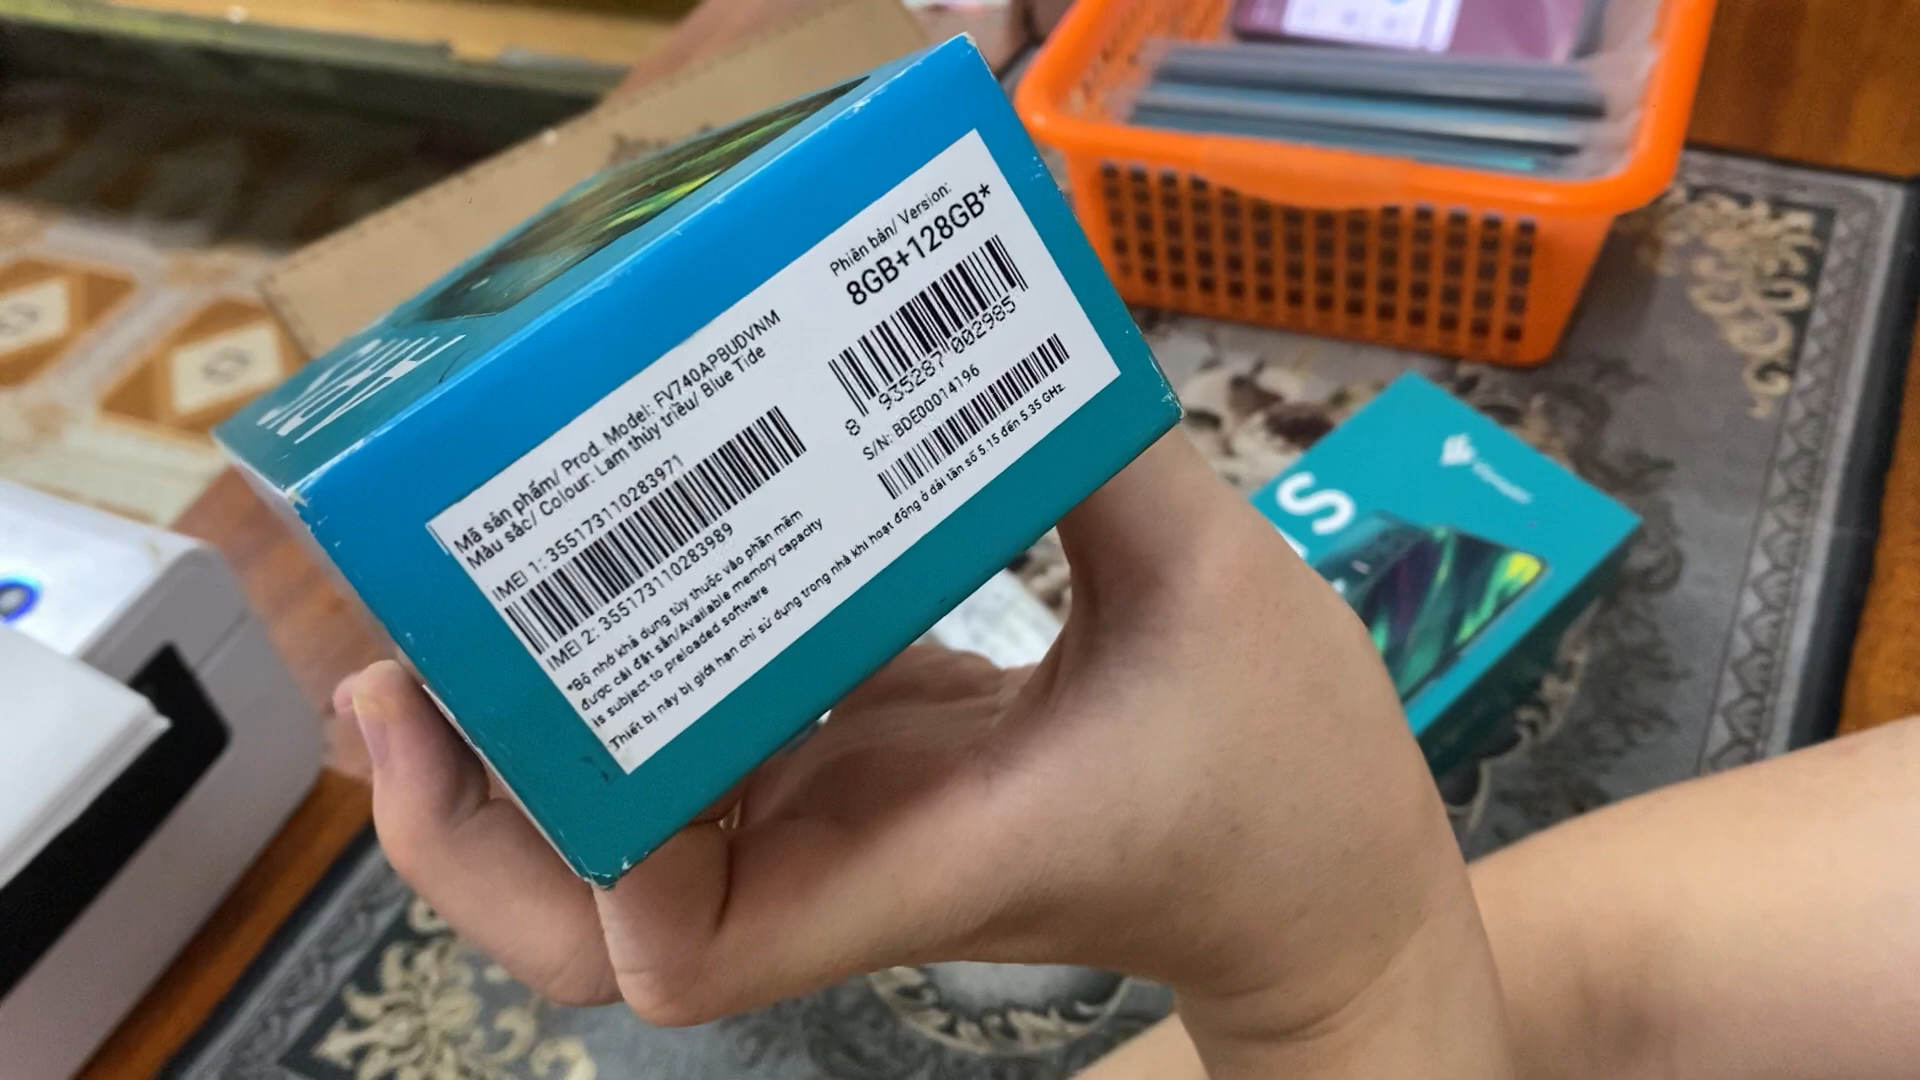 Mã sản phẩm/ Prod. Model: FV740APBUDVNM
Màu sắc/ Colour: Lam thủy triều/ Blue Tide
IMEI 1: 355173110283971
IMEI 2: 355173110283989
*Bộ nhớ khả dụng tùy thuộc vào phần mềm
được cài đặt sẵn/Available memory capacity
is subject to preloaded software
Thiết bị này bị giới hạn chỉ sử dụng trong nhà khi hoạt động ở dải tần số 5.15 đến 5.35 GHz.
Phiên bản/ Version:
8GB+128GB*
8 935287 002985
S/N: BDE00014196